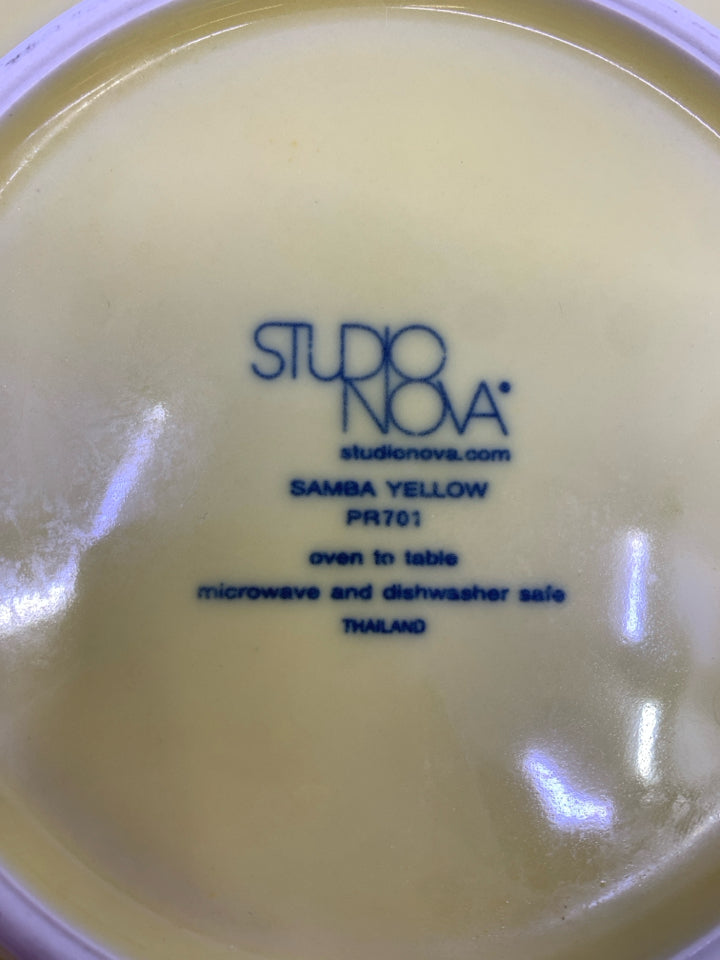 STUDIO
NOVA
studionova.com
SAMBA YELLOW
PR701
oven to table
microwave and dishwasher safe
THAILAND